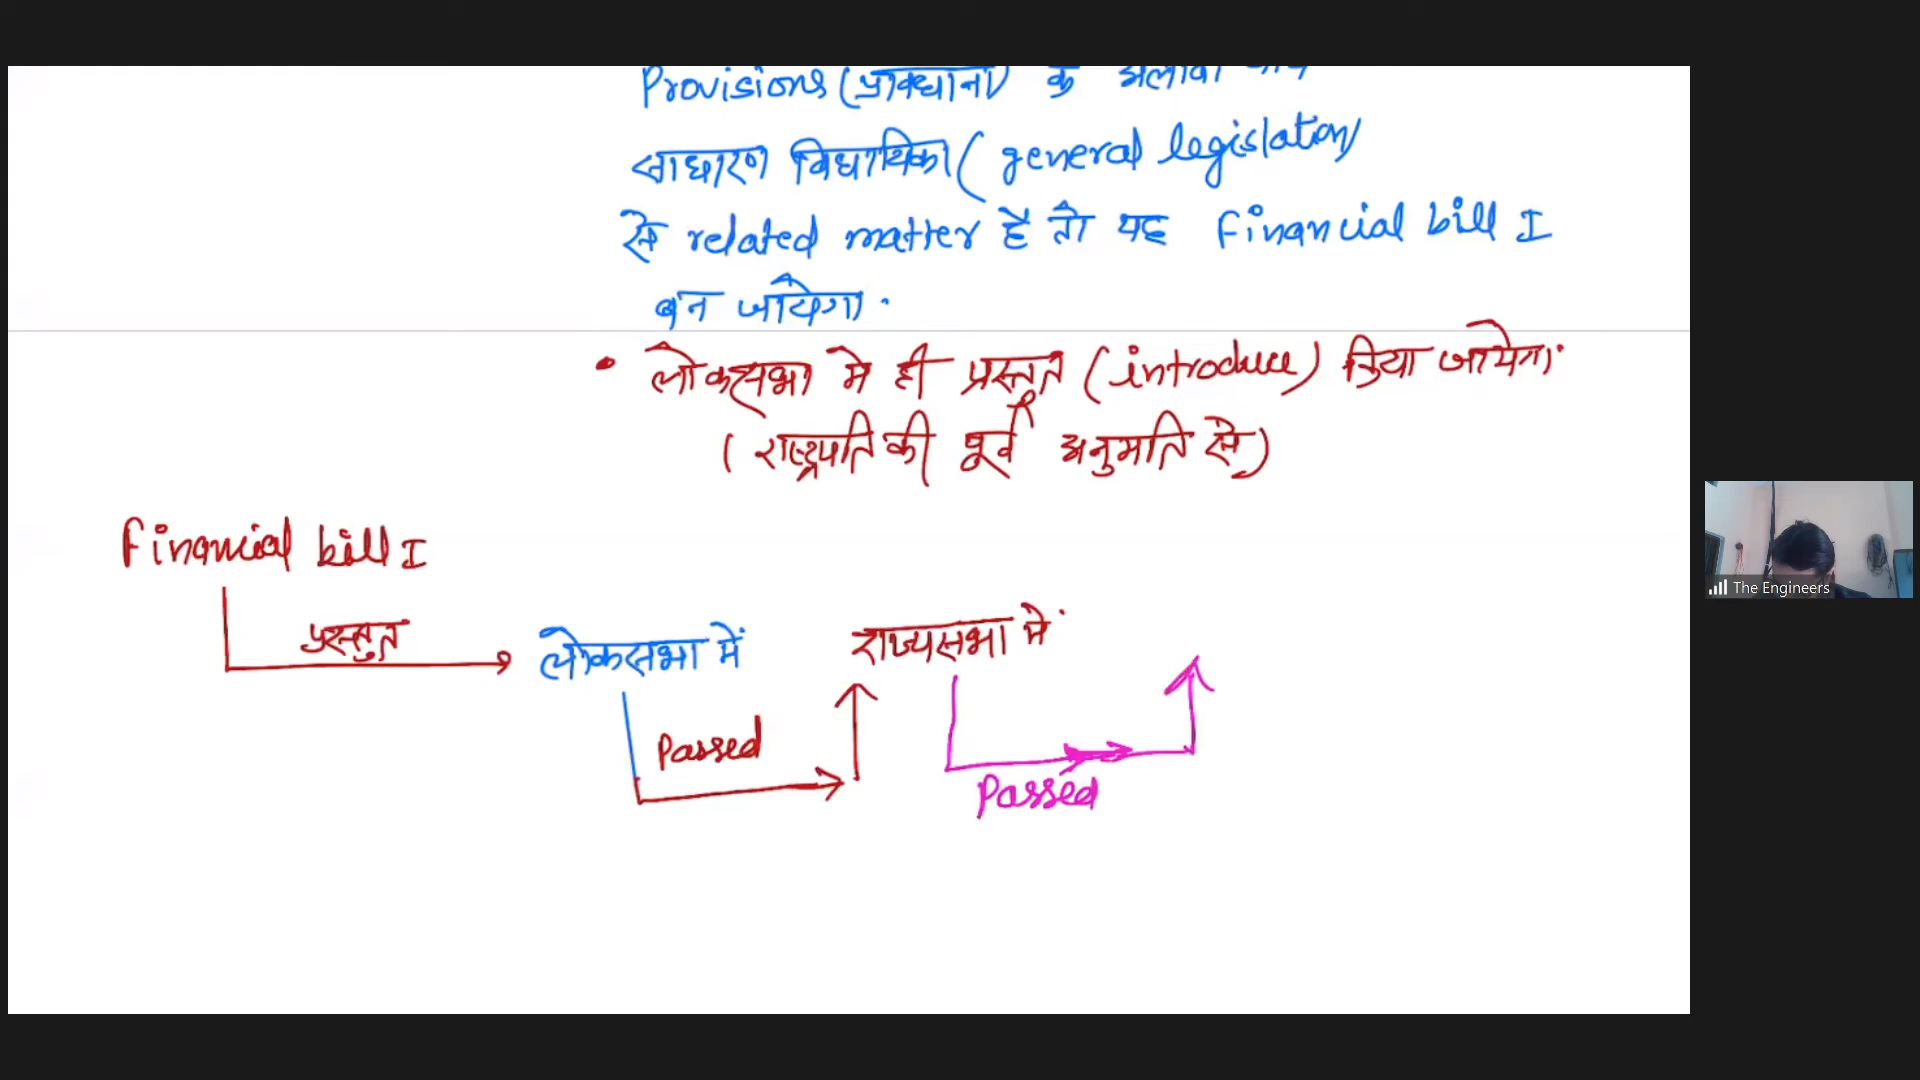 Provisions (प्रावधानों) के अलावा
साधारण विधायिका ( general legislation)
से related matter है तो यह Financial bill I
बन जायेगा.
• लोकसभा मे ही प्रस्तुत (introduce) किया जायेगा.
( राष्ट्रपति की पूर्व अनुमति से)
Financial bill I
प्रस्तुत
लोकसभा में
राज्यसभा मे
Passed
Passed
The Engineers